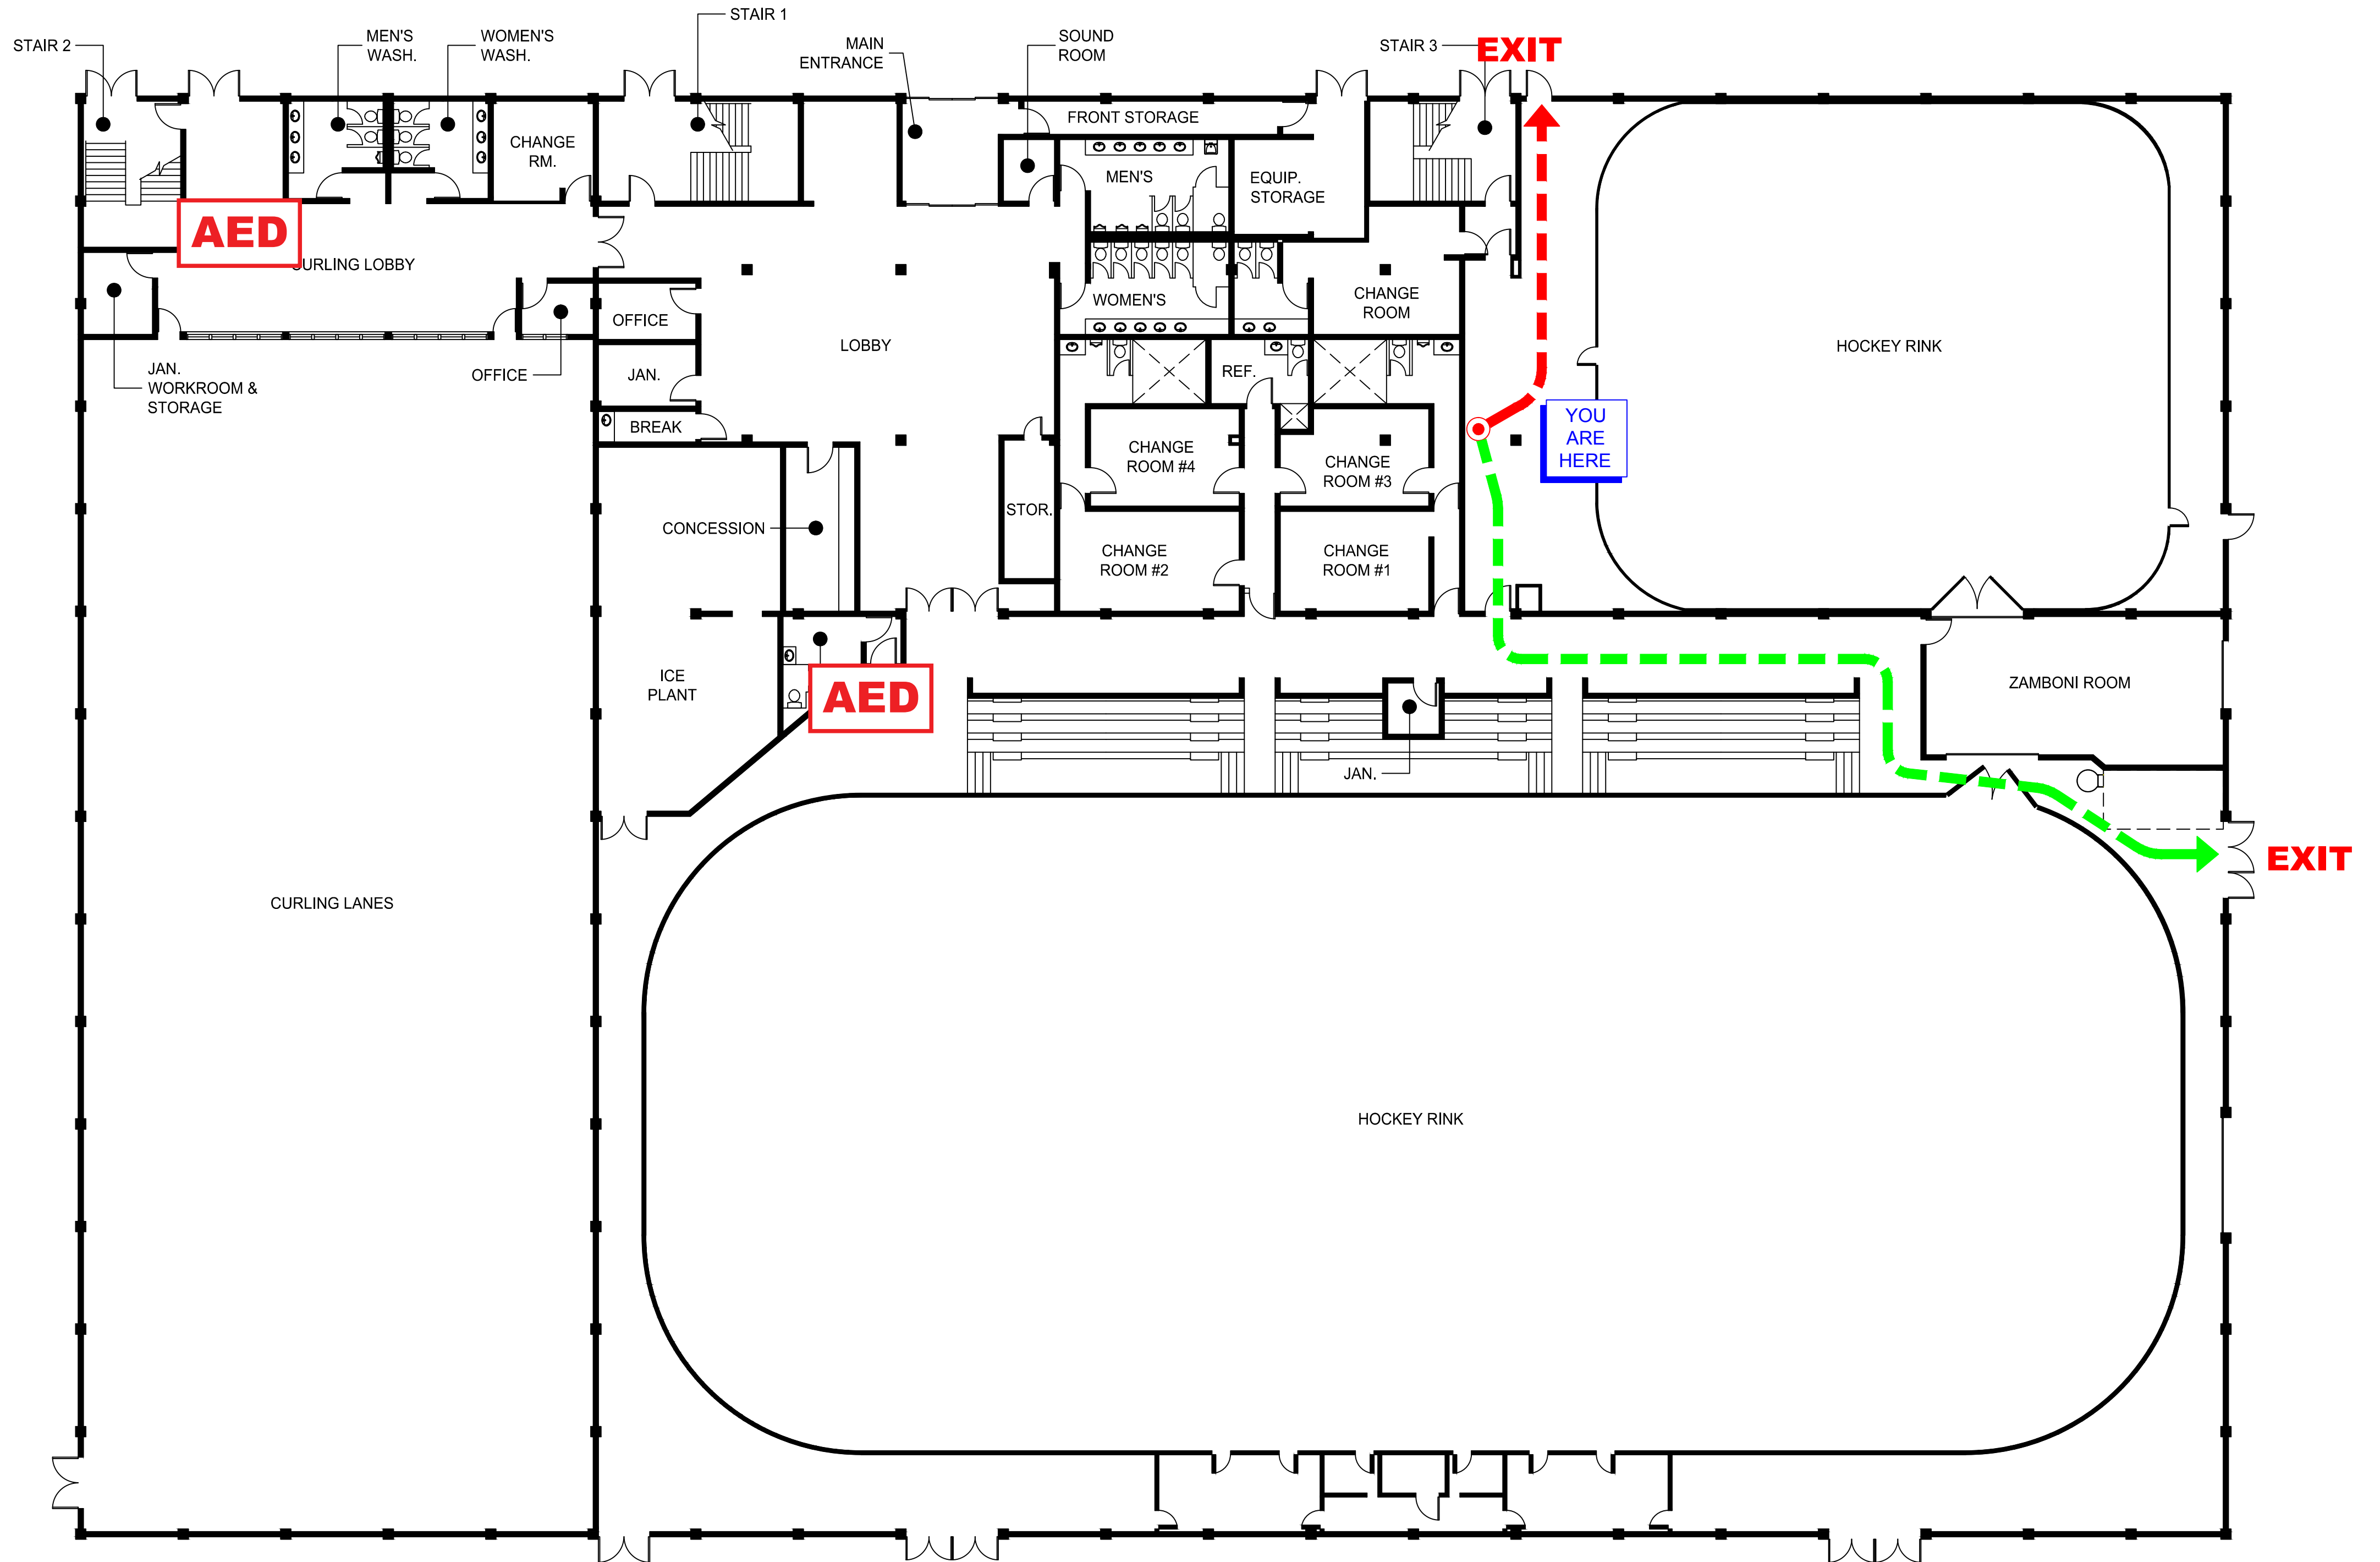 STAIR 1
STAIR 2
MEN'S
WASH.
WOMEN'S
WASH.
MAIN
ENTRANCE
SOUND
ROOM
STAIR 3
EXIT
FRONT STORAGE
CHANGE
RM.
MEN'S
EQUIP.
STORAGE
AED
CURLING LOBBY
WOMEN'S
CHANGE
ROOM
OFFICE
LOBBY
HOCKEY RINK
JAN.
WORKROOM &
STORAGE
OFFICE
JAN.
REF.
BREAK
YOU
ARE
HERE
CHANGE
ROOM #4
CHANGE
ROOM #3
STOR.
CONCESSION
CHANGE
ROOM #2
CHANGE
ROOM #1
ICE
PLANT
AED
ZAMBONI ROOM
JAN.
EXIT
CURLING LANES
HOCKEY RINK